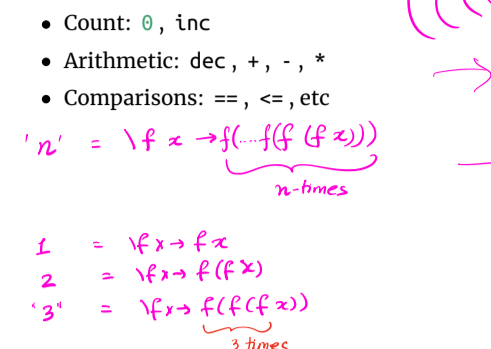 • Count: 0, inc
• Arithmetic: dec, +, -, *
• Comparisons: ==, <=, etc
'n' = \f x → f(...f(f (f x)))
n-times
1 = \f x → f x
2 = \f x → f (f x)
"3" = \f x → f(f(f x))
3 times